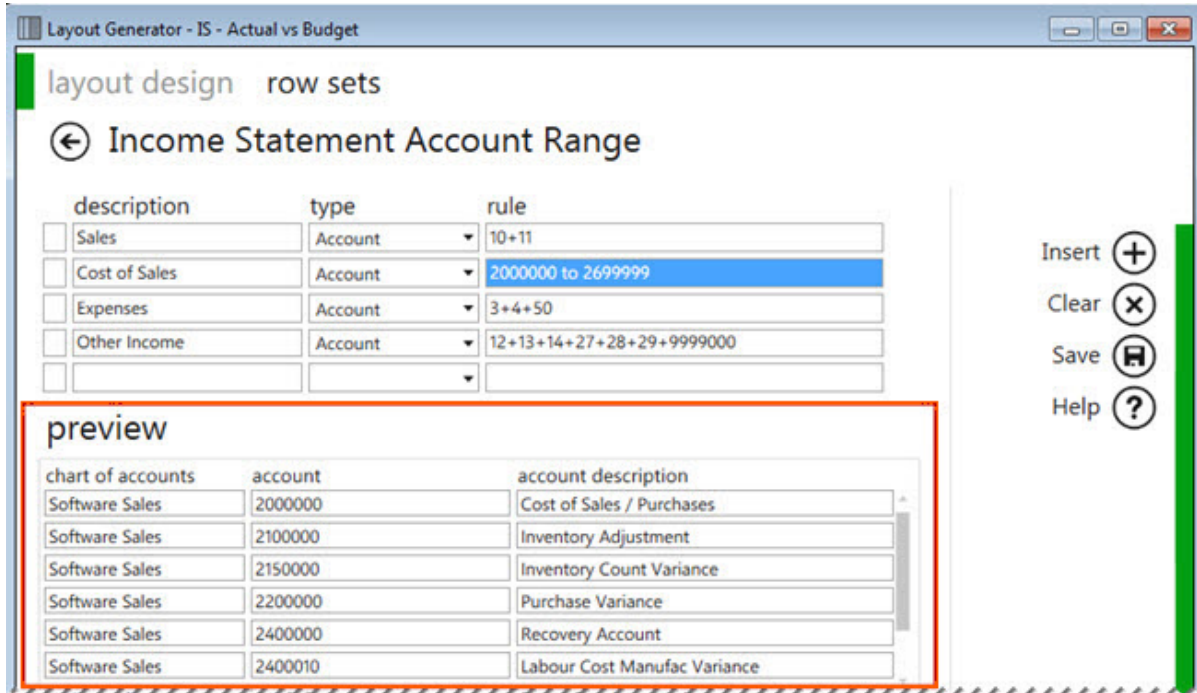 Layout Generator - IS - Actual vs Budget
layout design row sets
Income Statement Account Range
description type rule
Sales Account 10+11
Cost of Sales Account 2000000 to 2699999
Expenses Account 3+4+50
Other Income Account 12+13+14+27+28+29+9999000
Insert
Clear
Save
Help
preview
chart of accounts account account description
Software Sales 2000000 Cost of Sales / Purchases
Software Sales 2100000 Inventory Adjustment
Software Sales 2150000 Inventory Count Variance
Software Sales 2200000 Purchase Variance
Software Sales 2400000 Recovery Account
Software Sales 2400010 Labour Cost Manufac Variance